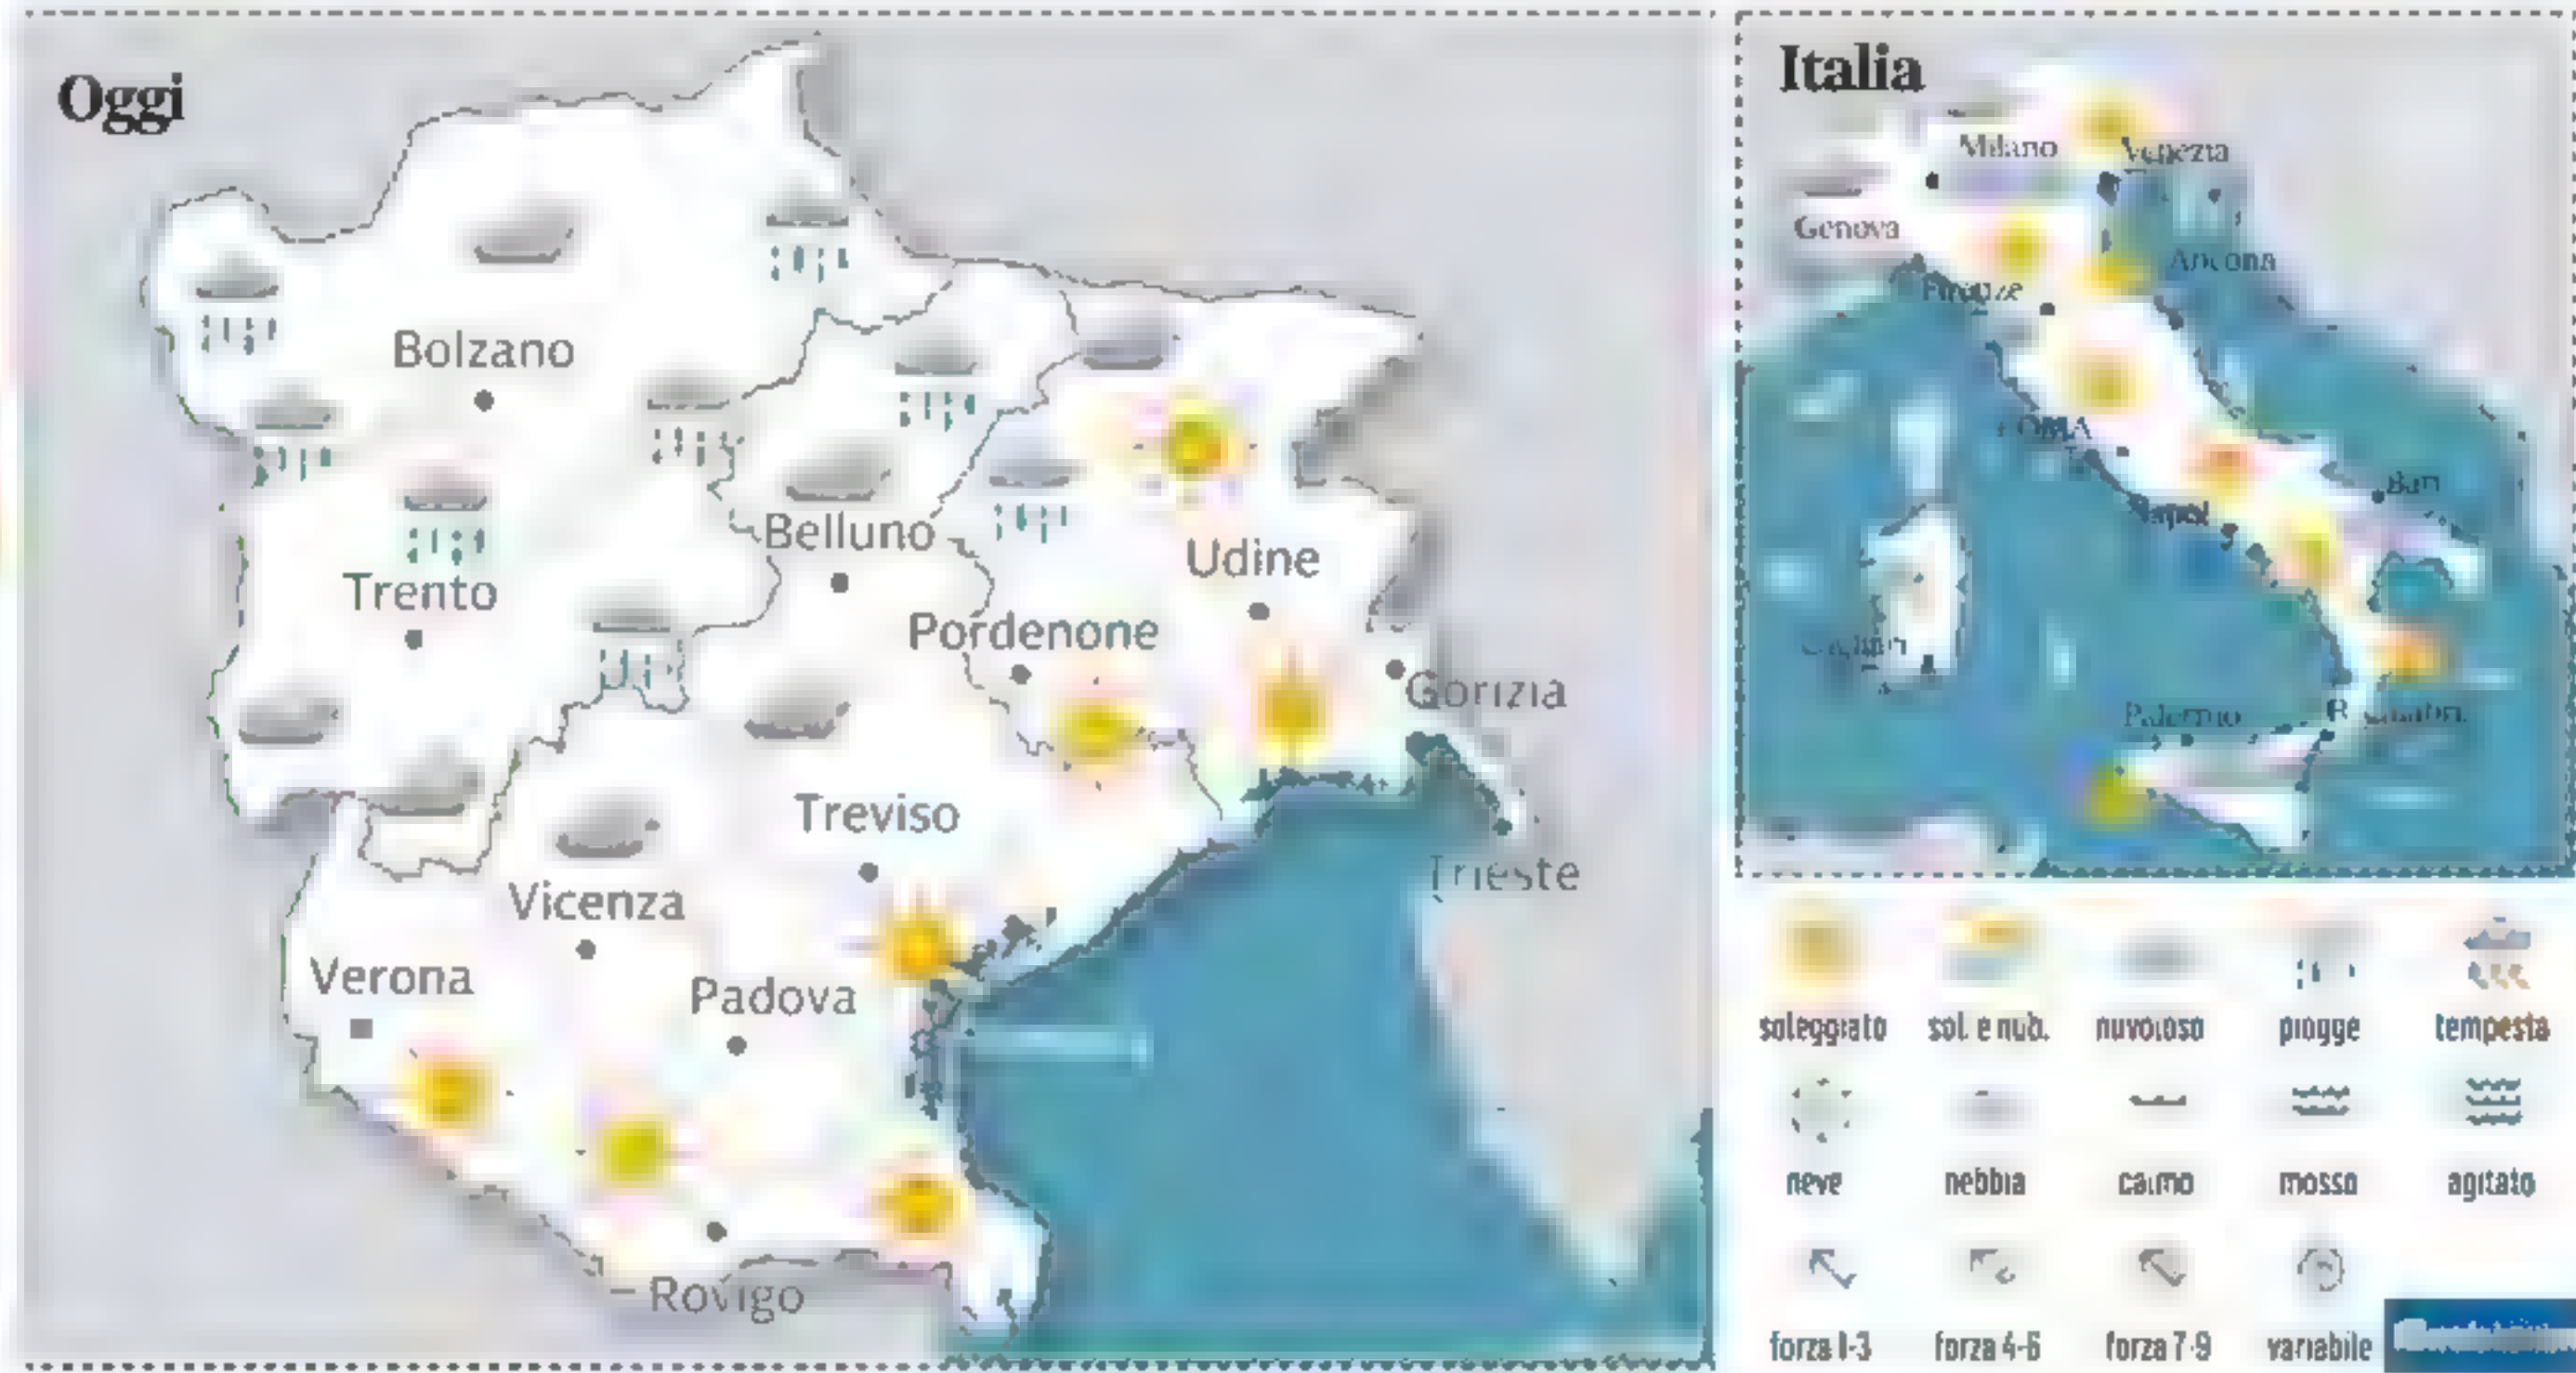 Oggi
Bolzano
Trento
Belluno
Udine
Pordenone
Gorizia
Treviso
Trieste
Vicenza
Verona
Padova
Rovigo
Italia
Milano
Venezia
Genova
Ancona
Firenze
Bari
Palermo
soleggiato sol. e nub. nuvoloso piogge tempesta
neve nebbia calmo mosso agitato
forza 1-3 forza 4-6 forza 7-9 variabile